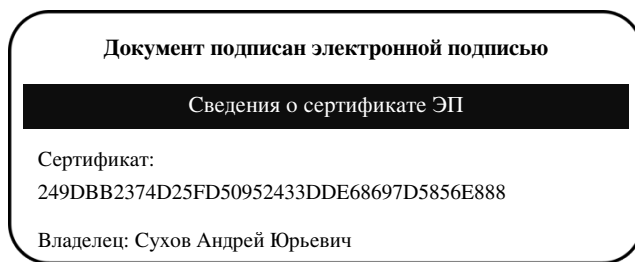 Документ подписан электронной подписью
Сведения о сертификате ЭП
Сертификат:
249DBB2374D25FD50952433DDE68697D5856E888
Владелец: Сухов Андрей Юрьевич